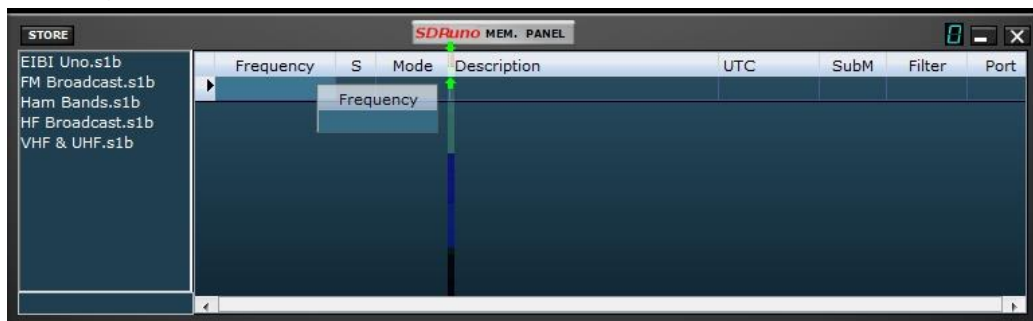 STORE SDRuno MEM. PANEL 0
EIBI Uno.s1b
FM Broadcast.s1b
Ham Bands.s1b
HF Broadcast.s1b
VHF & UHF.s1b
Frequency S Mode Description UTC SubM Filter Port
Frequency